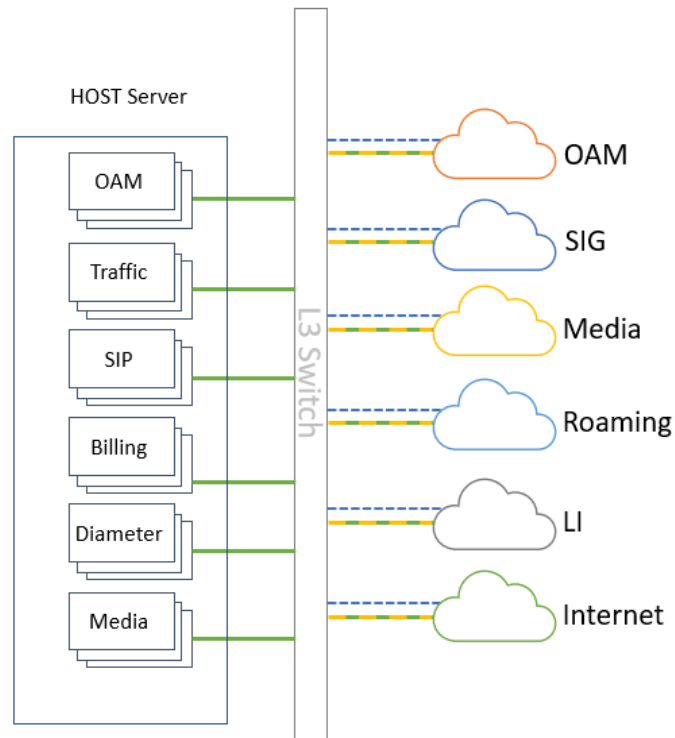 HOST Server
OAM
Traffic
SIP
Billing
Diameter
Media
L3 Switch
OAM
SIG
Media
Roaming
LI
Internet